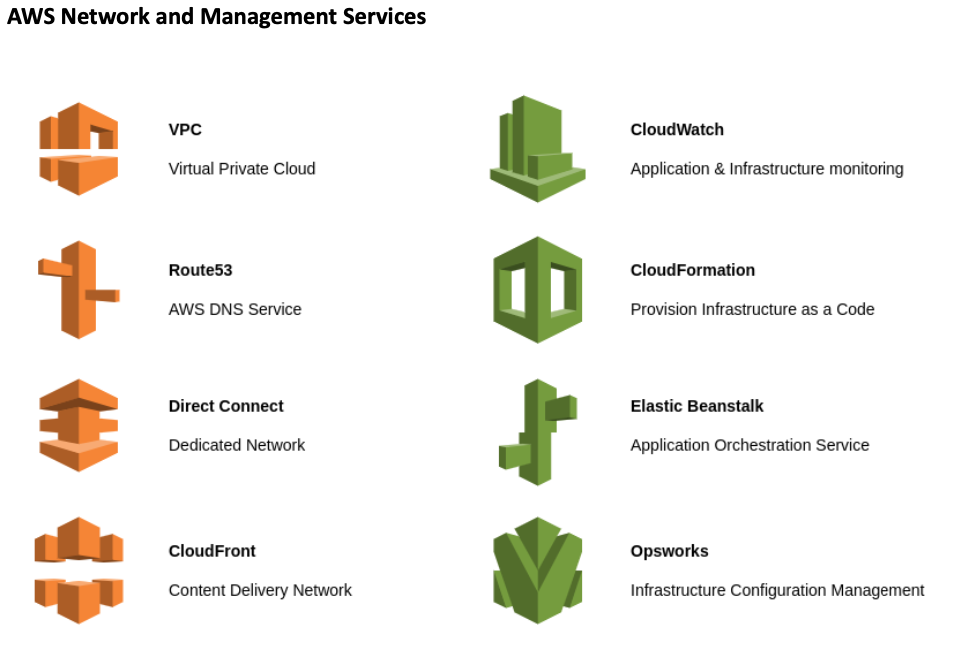 AWS Network and Management Services
VPC
Virtual Private Cloud
CloudWatch
Application & Infrastructure monitoring
Route53
AWS DNS Service
CloudFormation
Provision Infrastructure as a Code
Direct Connect
Dedicated Network
Elastic Beanstalk
Application Orchestration Service
CloudFront
Content Delivery Network
Opsworks
Infrastructure Configuration Management